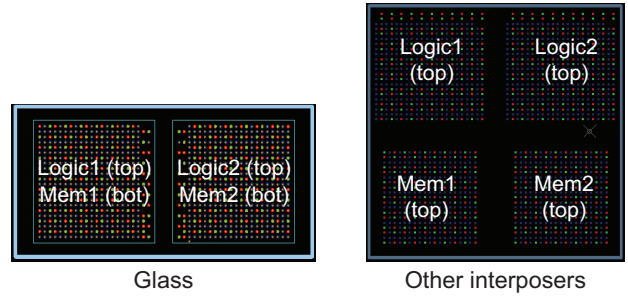 Logic1 (top)
Mem1 (bot)
Logic2 (top)
Mem2 (bot)
Glass
Logic1
(top)
Logic2
(top)
Mem1
(top)
Mem2
(top)
Other interposers